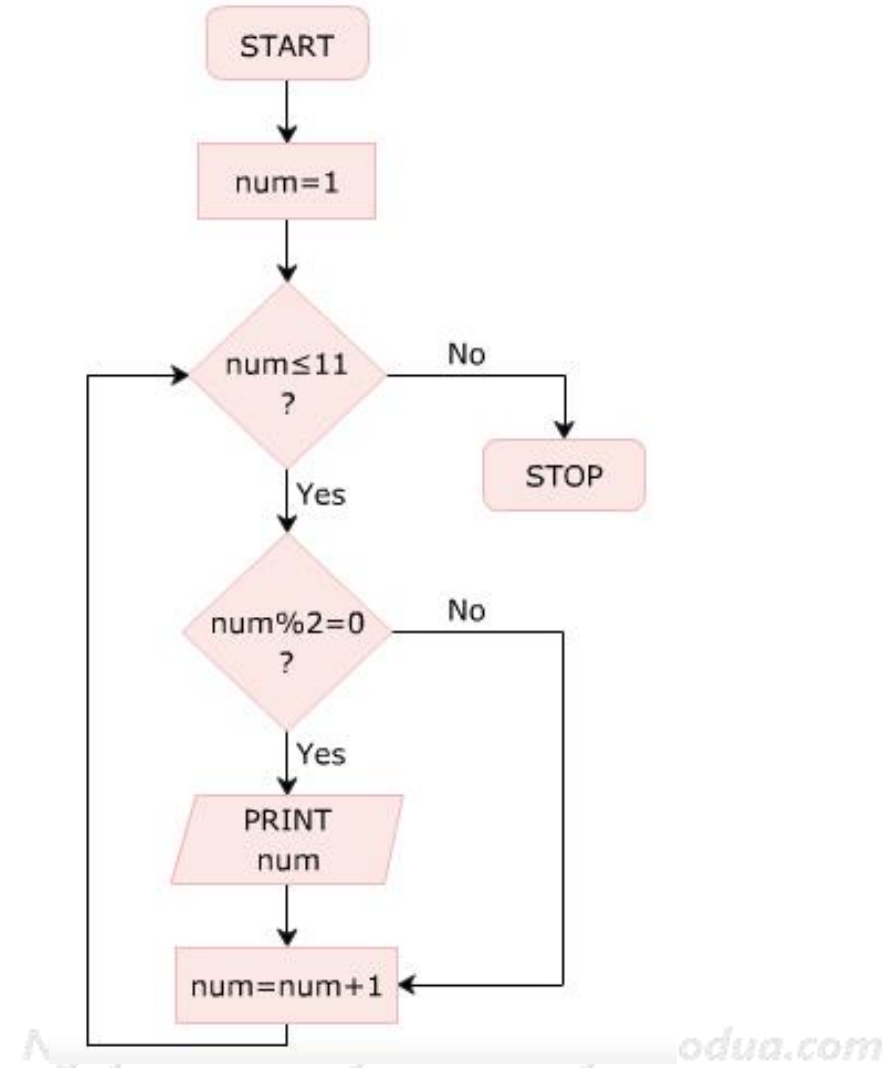 START
num=1
num≤11
?
No
STOP
Yes
num%2=0
?
No
Yes
PRINT
num
num=num+1
odua.com